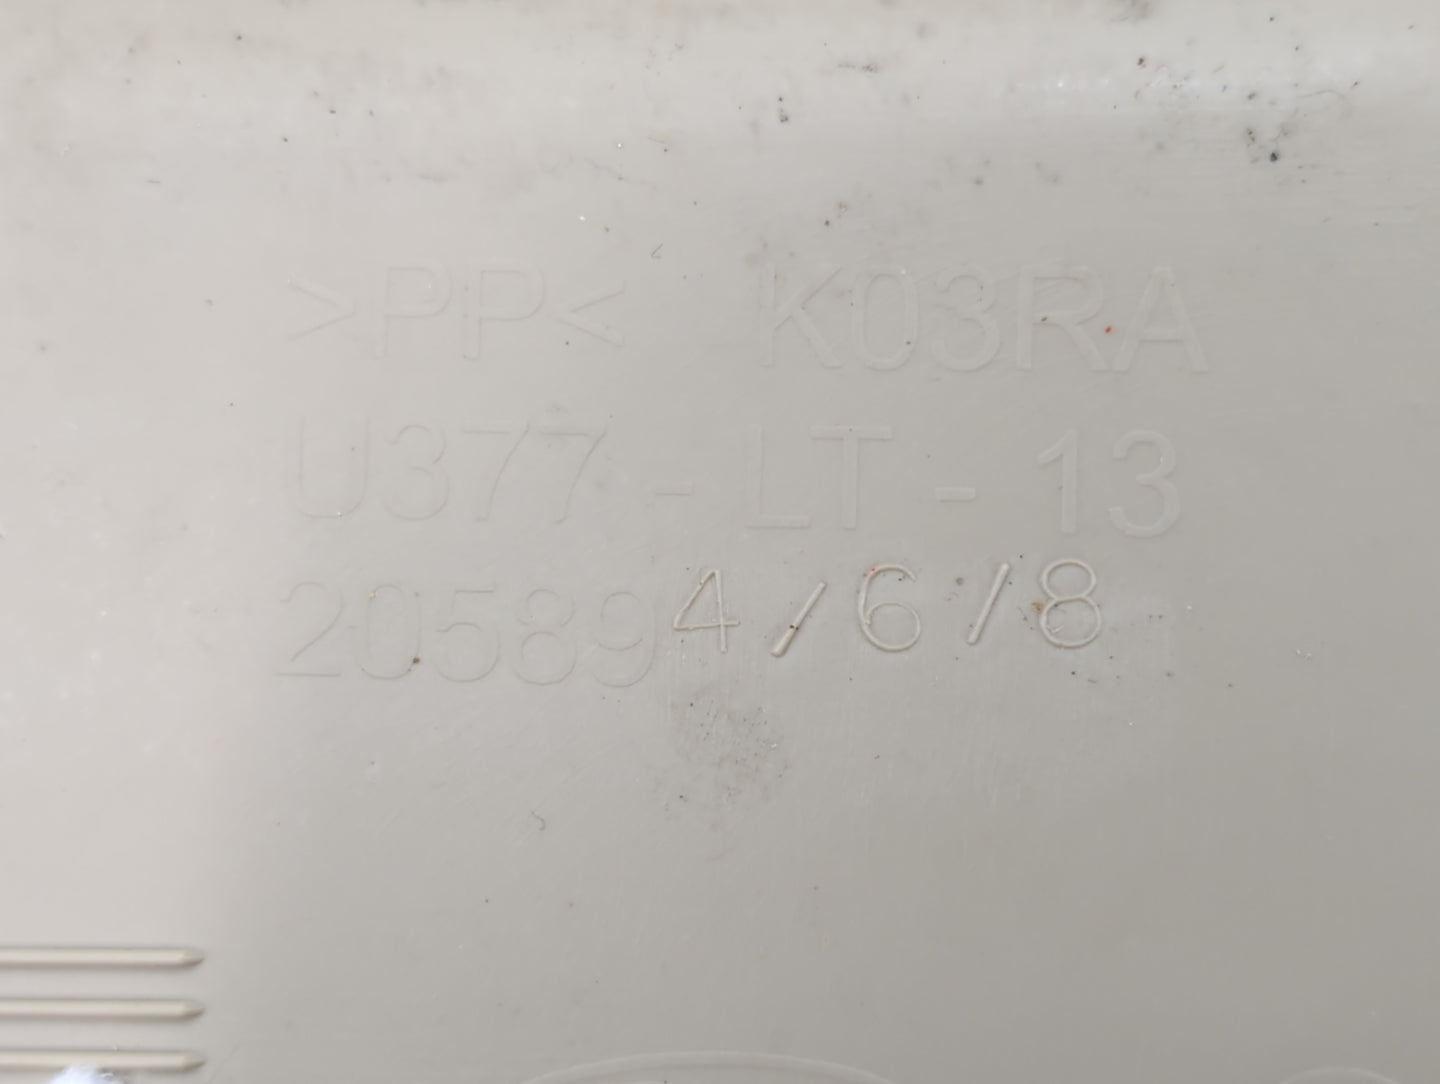 >PP< K03RA
U377 - LT - 13
205894/6/8